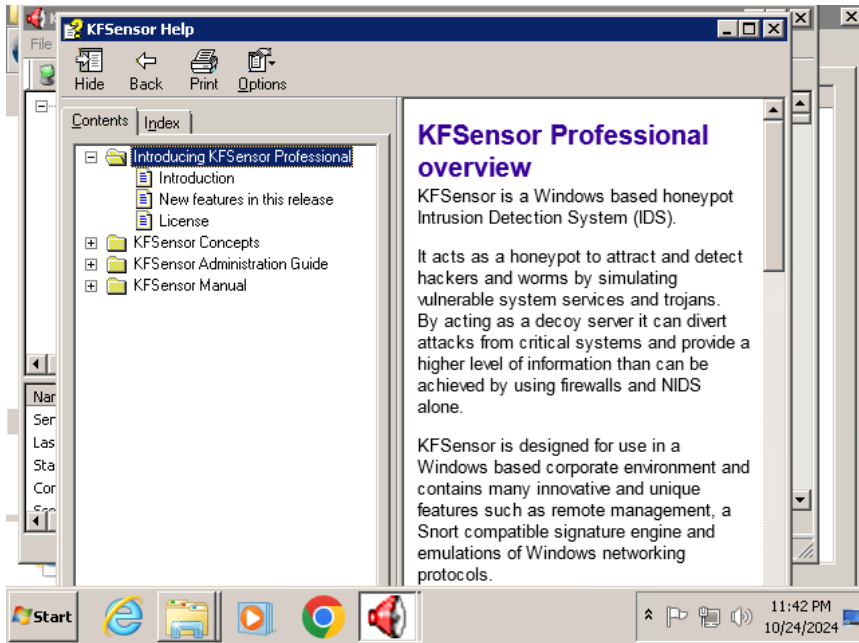 KFSensor Help
File
Hide Back Print Options
Contents Index
Introducing KFSensor Professional
Introduction
New features in this release
License
KFSensor Concepts
KFSensor Administration Guide
KFSensor Manual
KFSensor Professional
overview
KFSensor is a Windows based honeypot
Intrusion Detection System (IDS).
It acts as a honeypot to attract and detect
hackers and worms by simulating
vulnerable system services and trojans.
By acting as a decoy server it can divert
attacks from critical systems and provide a
higher level of information than can be
achieved by using firewalls and NIDS
alone.
KFSensor is designed for use in a
Windows based corporate environment and
contains many innovative and unique
features such as remote management, a
Snort compatible signature engine and
emulations of Windows networking
protocols.
Nar
Ser
Las
Sta
Cor
Start
11:42 PM
10/24/2024